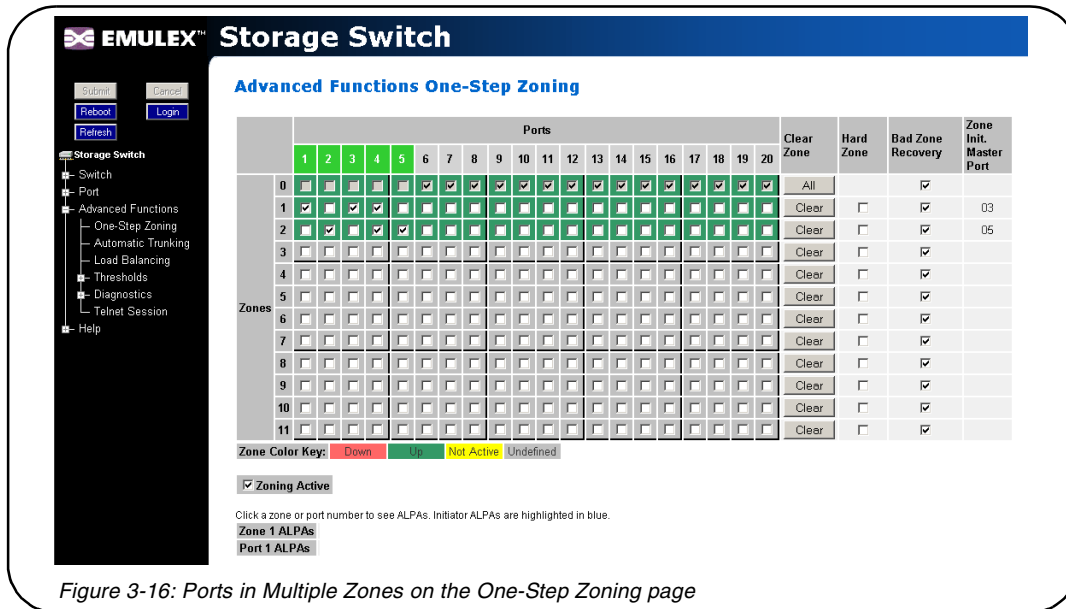 EMULEX™ Storage Switch
Submit Cancel
Reboot Login
Refresh
Storage Switch
Switch
Port
Advanced Functions
One-Step Zoning
Automatic Trunking
Load Balancing
Thresholds
Diagnostics
Telnet Session
Help
Advanced Functions One-Step Zoning
Ports Clear Zone Hard Zone Bad Zone Recovery Zone Init. Master Port
1 2 3 4 5 6 7 8 9 10 11 12 13 14 15 16 17 18 19 20
Zones
0 All
1 Clear 03
2 Clear 05
3 Clear
4 Clear
5 Clear
6 Clear
7 Clear
8 Clear
9 Clear
10 Clear
11 Clear
Zone Color Key: Down Up Not Active Undefined
Zoning Active
Click a zone or port number to see ALPAs. Initiator ALPAs are highlighted in blue.
Zone 1 ALPAs
Port 1 ALPAs
Figure 3-16: Ports in Multiple Zones on the One-Step Zoning page